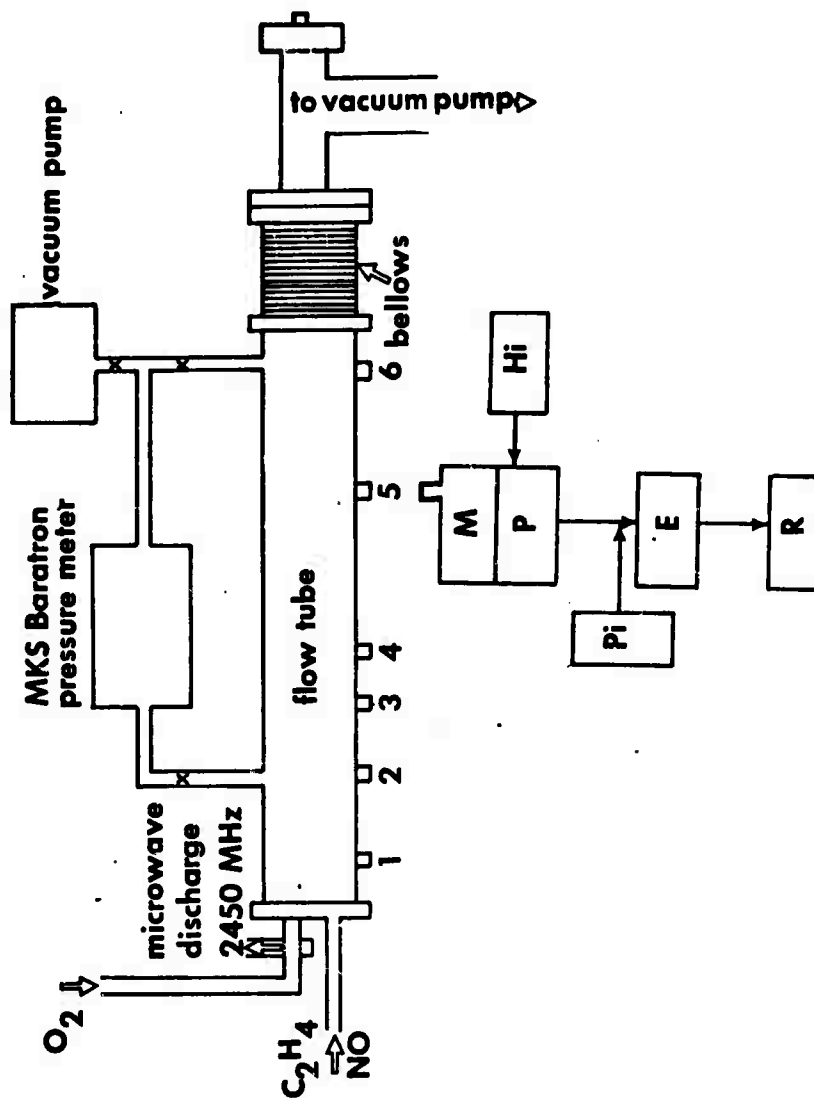 O2
C2H4
NO
microwave
discharge
2450 MHz
MKS Baratron
pressure meter
vacuum pump
to vacuum pump
flow tube
bellows
1
2
3
4
5
6
M
P
Hi
Pi
E
R